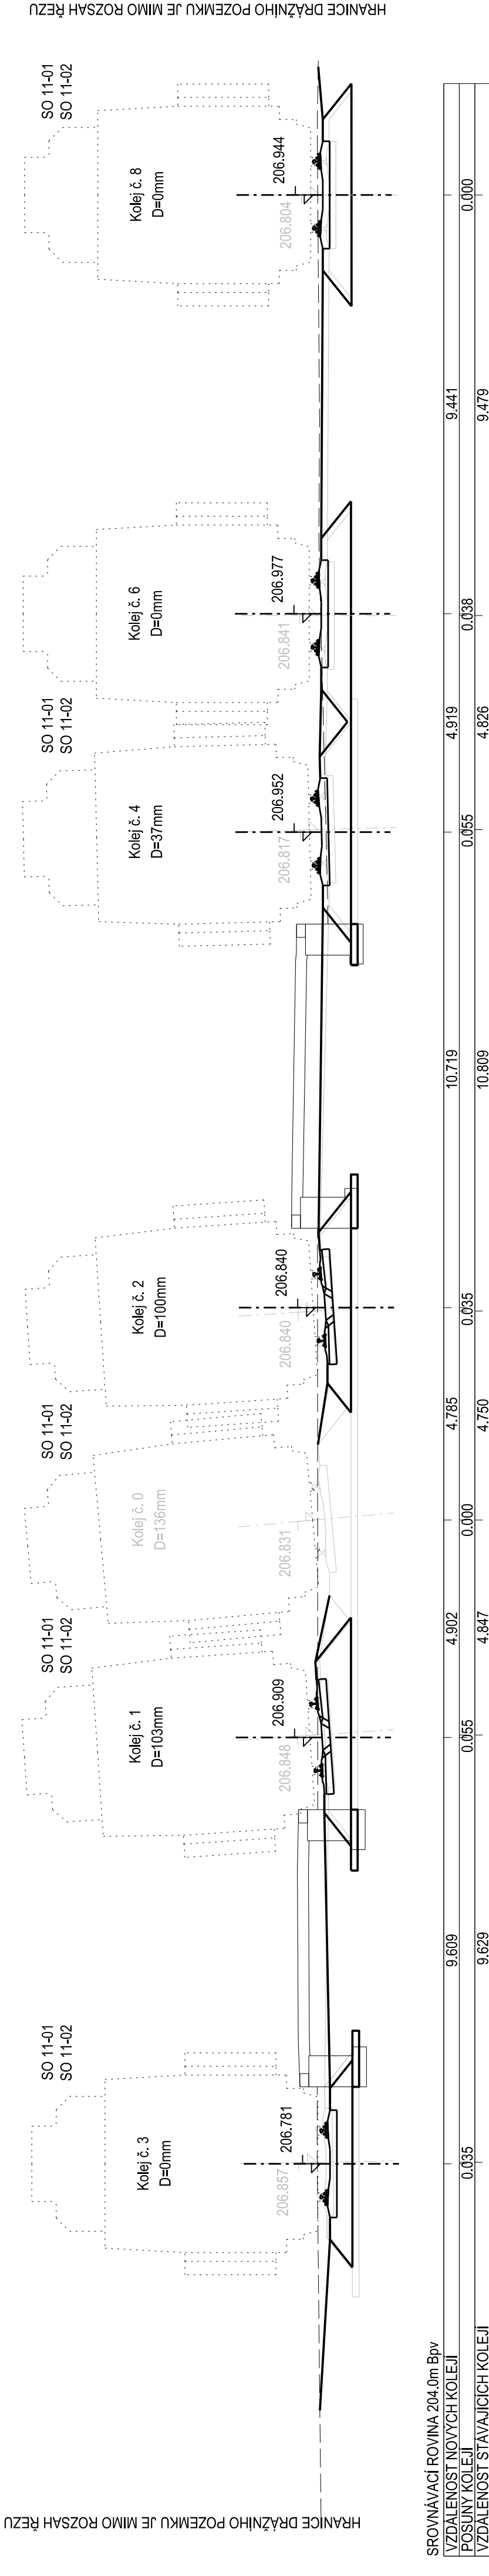 HRANICE DRÁŽNÍHO POZEMKU JE MIMO ROZSAH ŘEZU
SO 11-01
SO 11-02
Kolej č. 3
D=0mm
206.857
206.781
SO 11-01
SO 11-02
Kolej č. 1
D=103mm
206.848
206.909
Kolej č. 0
D=136mm
206.831
SO 11-01
SO 11-02
Kolej č. 2
D=100mm
206.840
206.840
Kolej č. 4
D=37mm
206.817
206.952
SO 11-01
SO 11-02
Kolej č. 6
D=0mm
206.841
206.977
SO 11-01
SO 11-02
Kolej č. 8
D=0mm
206.804
206.944
HRANICE DRÁŽNÍHO POZEMKU JE MIMO ROZSAH ŘEZU
SROVNÁVACÍ ROVINA 204.0m Bpv
VZDÁLENOST NOVÝCH KOLEJÍ 9.609 4.902 4.785 10.719 4.919 9.441
POSUNY KOLEJÍ 0.035 0.055 0.000 0.035 0.055 0.038 0.000
VZDÁLENOST STÁVAJÍCÍCH KOLEJÍ 9.629 4.847 4.750 10.809 4.826 9.479